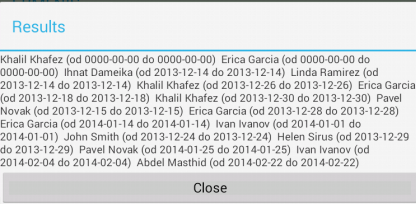 Results
Khalil Khafez (od 0000-00-00 do 0000-00-00)  Erica Garcia (od 0000-00-00 do
0000-00-00)  Ihnat Dameika (od 2013-12-14 do 2013-12-14)  Linda Ramirez (od
2013-12-14 do 2013-12-14)  Khalil Khafez (od 2013-12-26 do 2013-12-26)  Erica Garcia
(od 2013-12-18 do 2013-12-18)  Khalil Khafez (od 2013-12-30 do 2013-12-30)  Pavel
Novak (od 2013-12-15 do 2013-12-15)  Erica Garcia (od 2013-12-28 do 2013-12-28)
Erica Garcia (od 2014-01-14 do 2014-01-14)  Ivan Ivanov (od 2014-01-01 do
2014-01-01)  John Smith (od 2013-12-24 do 2013-12-24)  Helen Sirus (od 2013-12-29
do 2013-12-29)  Pavel Novak (od 2014-01-25 do 2014-01-25)  Ivan Ivanov (od
2014-02-04 do 2014-02-04)  Abdel Masthid (od 2014-02-22 do 2014-02-22)
Close